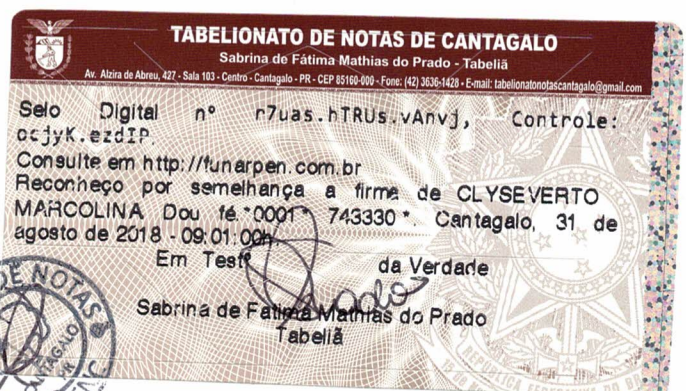 TABELIONATO DE NOTAS DE CANTAGALO
Sabrina de Fátima Mathias do Prado - Tabeliã
Av. Alzira de Abreu, 427 - Sala 103 - Centro - Cantagalo - PR - CEP 85160-000 - Fone: (42) 3636-1428 - E-mail: tabelionatonotascantagalo@gmail.com
Selo Digital nº r7uas.hTRUs.vAnvj, Controle:
ocjyK.ezdIP.
Consulte em http://funarpen.com.br
Reconheço por semelhança a firme de CLYSEVERTO
MARCOLINA Dou fé *0001* 743330 *. Cantagalo, 31 de
agosto de 2018 - 09:01:00h
Em Testº da Verdade
Sabrina de Fatima Mathias do Prado
Tabeliã
DE NOTAS